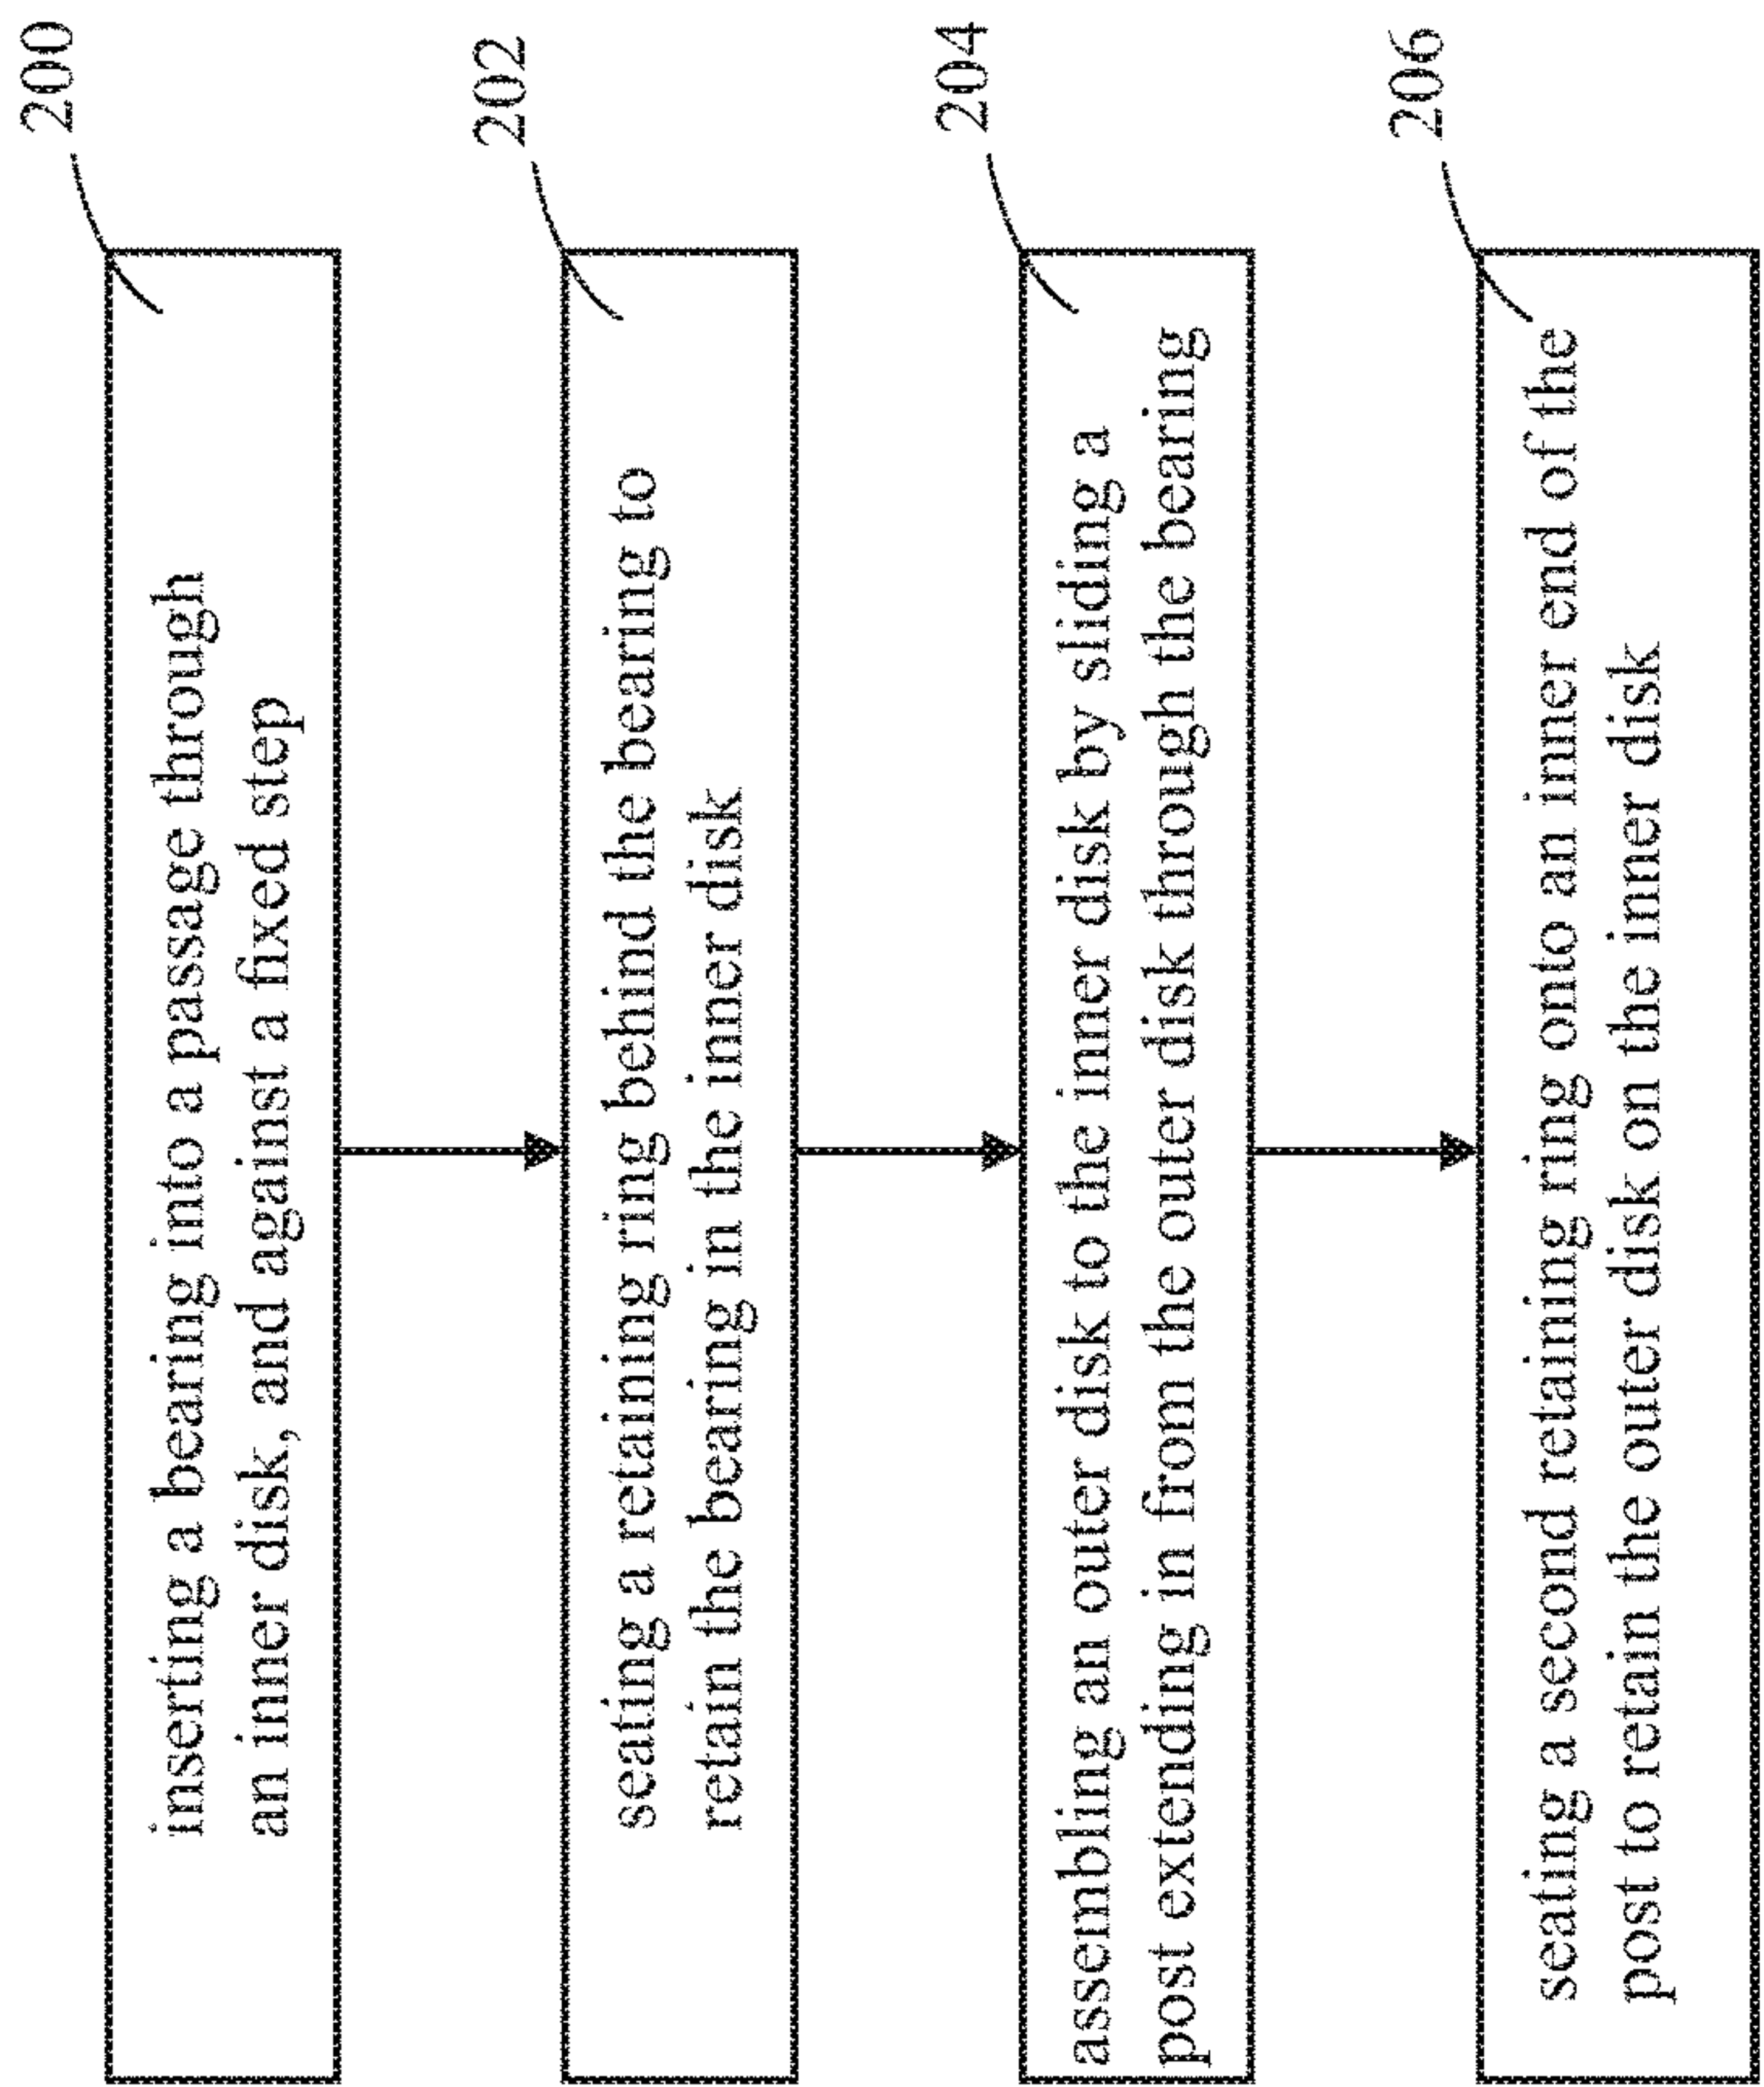 200
inserting a bearing into a passage through
an inner disk, and against a fixed step
202
seating a retaining ring behind the bearing to
retain the bearing in the inner disk
204
assembling an outer disk to the inner disk by sliding a
post extending in from the outer disk through the bearing
206
seating a second retaining ring onto an inner end of the
post to retain the outer disk on the inner disk